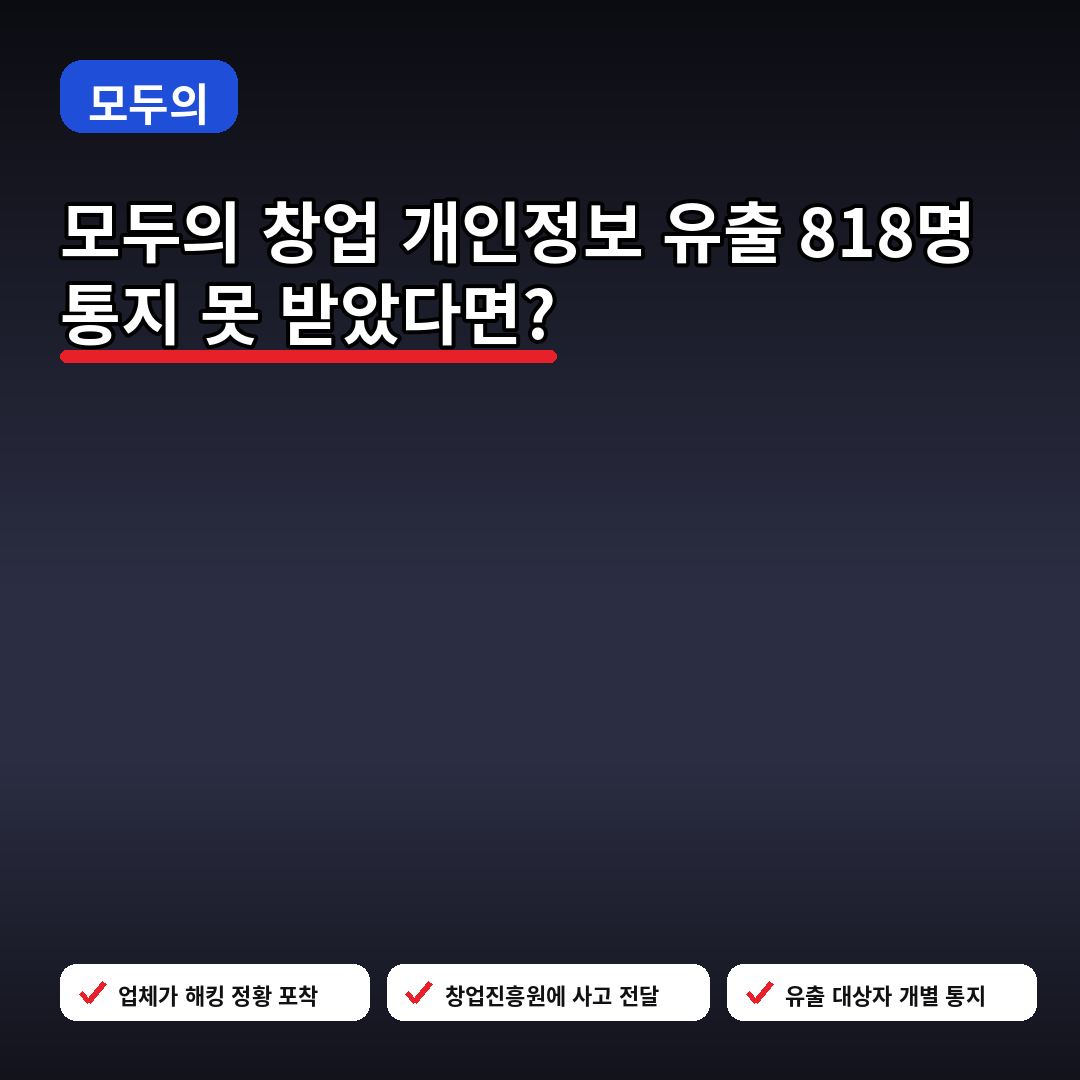 모두의
모두의 창업 개인정보 유출 818명
통지 못 받았다면?
업체가 해킹 정황 포착
창업진흥원에 사고 전달
유출 대상자 개별 통지